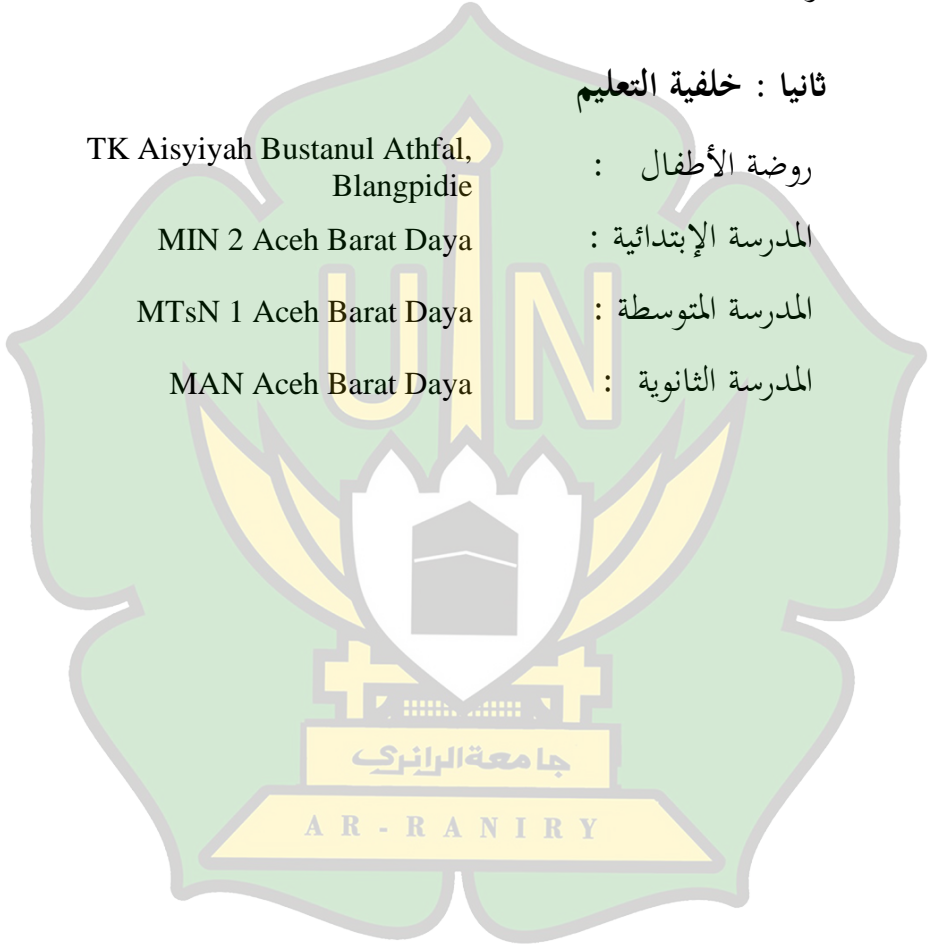 ثانيا : خلفية التعليم
روضة الأطفال : TK Aisyiyah Bustanul Athfal,
Blangpidie
المدرسة الإبتدائية : MIN 2 Aceh Barat Daya
المدرسة المتوسطة : MTsN 1 Aceh Barat Daya
المدرسة الثانوية : MAN Aceh Barat Daya
UIN
جامعة الرانري
AR-RANIRY